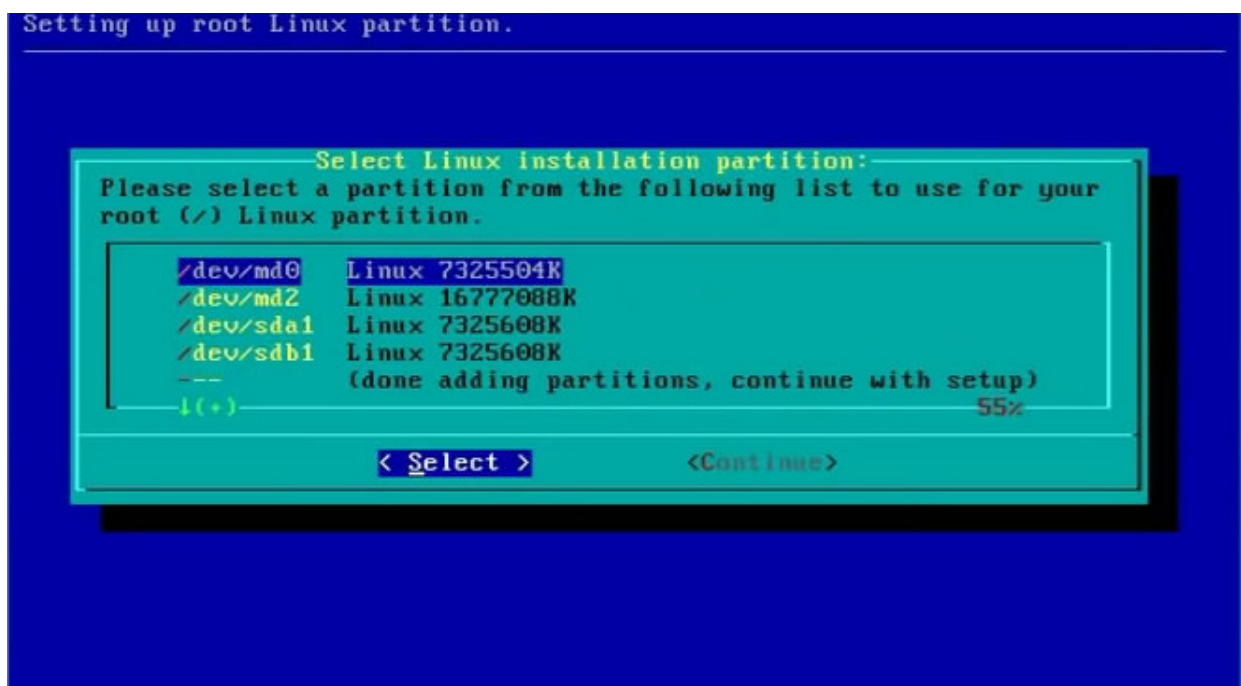 Setting up root Linux partition.
Select Linux installation partition:
Please select a partition from the following list to use for your
root (/) Linux partition.
/dev/md0 Linux 7325504K
/dev/md2 Linux 16777088K
/dev/sda1 Linux 7325608K
/dev/sdb1 Linux 7325608K
--- (done adding partitions, continue with setup)
↓(+) 55%
< Select > <Continue>